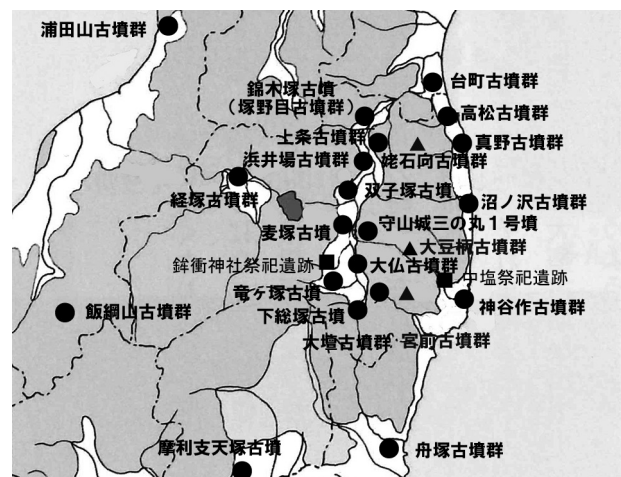 浦田山古墳群
台町古墳群
錦木塚古墳
（塚野目古墳群）
高松古墳群
上条古墳群
真野古墳群
浜井場古墳群
姥石向古墳群
経塚古墳群
双子塚古墳
沼ノ沢古墳群
麦塚古墳
守山城三の丸１号墳
大豆柄古墳群
鉾衝神社祭祀遺跡
大仏古墳群
中塩祭祀遺跡
竜ヶ塚古墳
飯綱山古墳群
下総塚古墳
神谷作古墳群
大壇古墳群
宮前古墳群
摩利支天塚古墳
舟塚古墳群